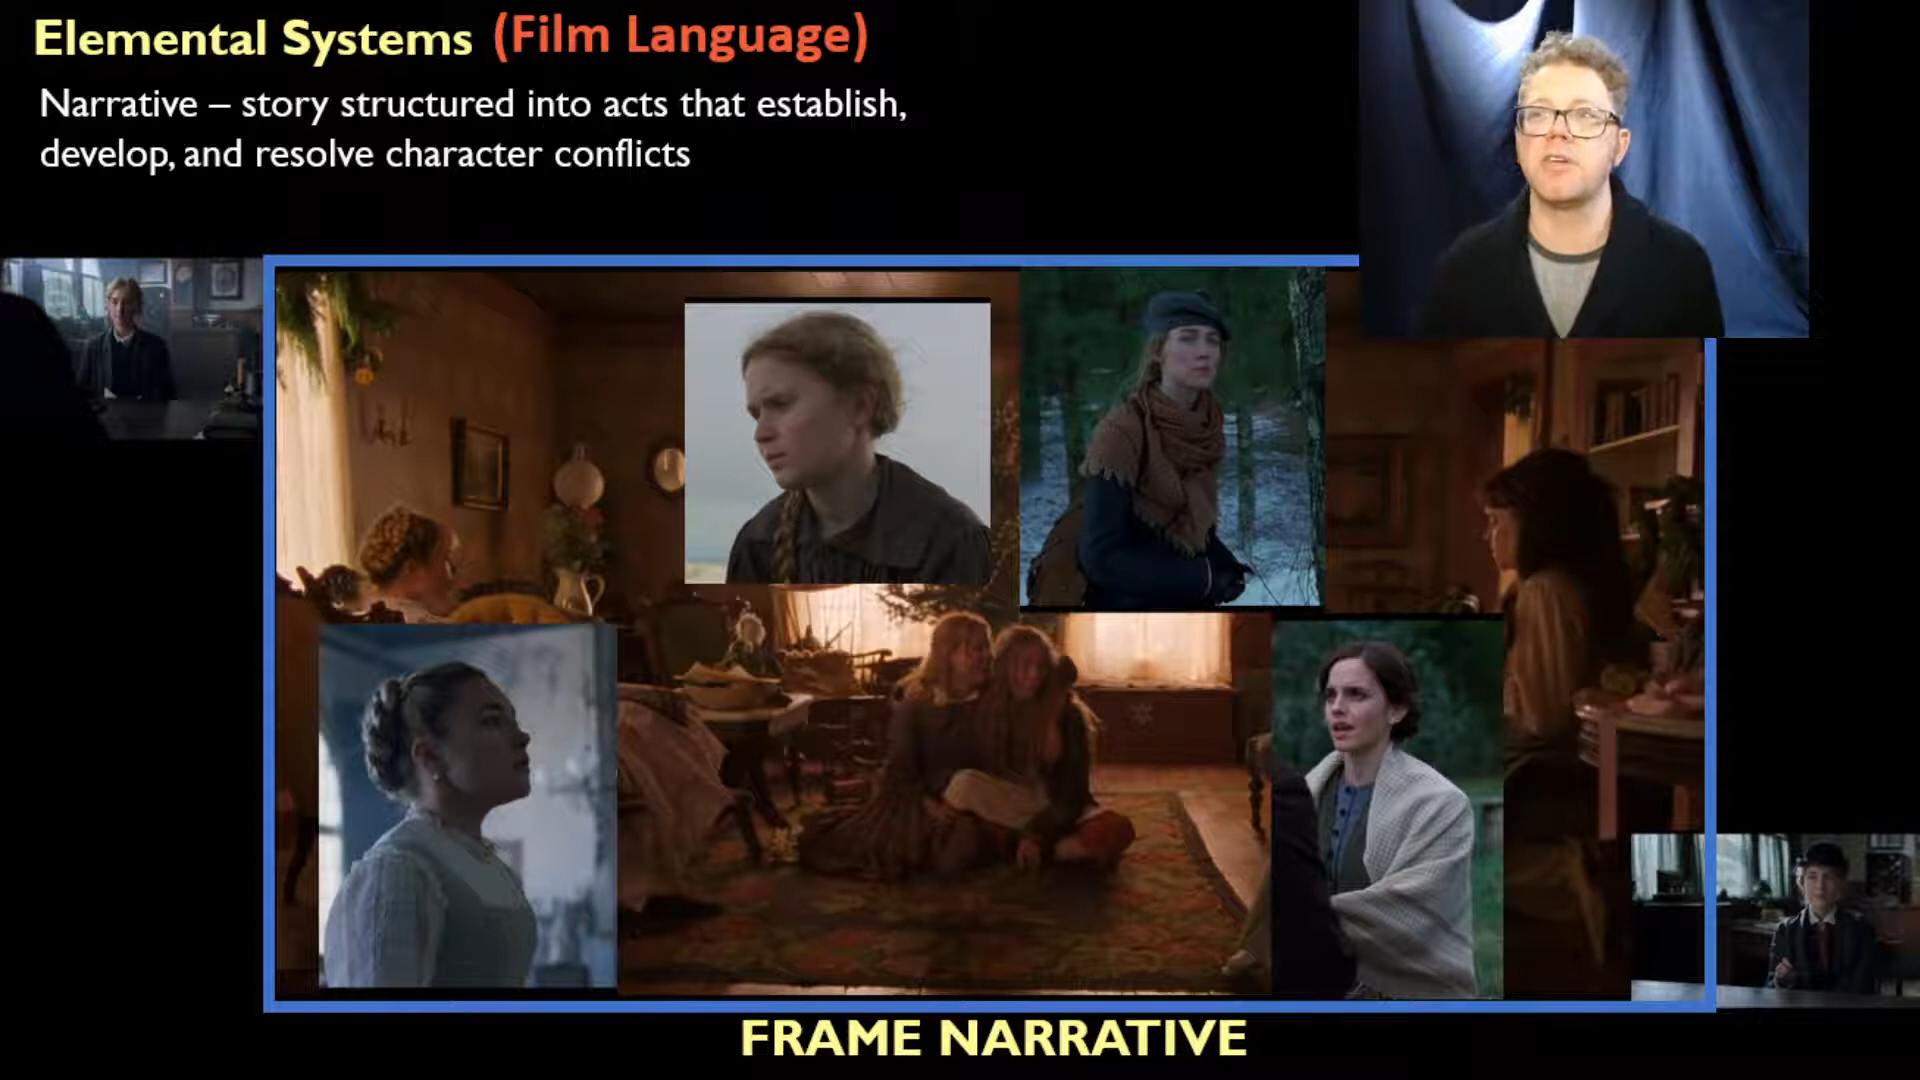 Elemental Systems (Film Language)
Narrative – story structured into acts that establish,
develop, and resolve character conflicts
FRAME NARRATIVE